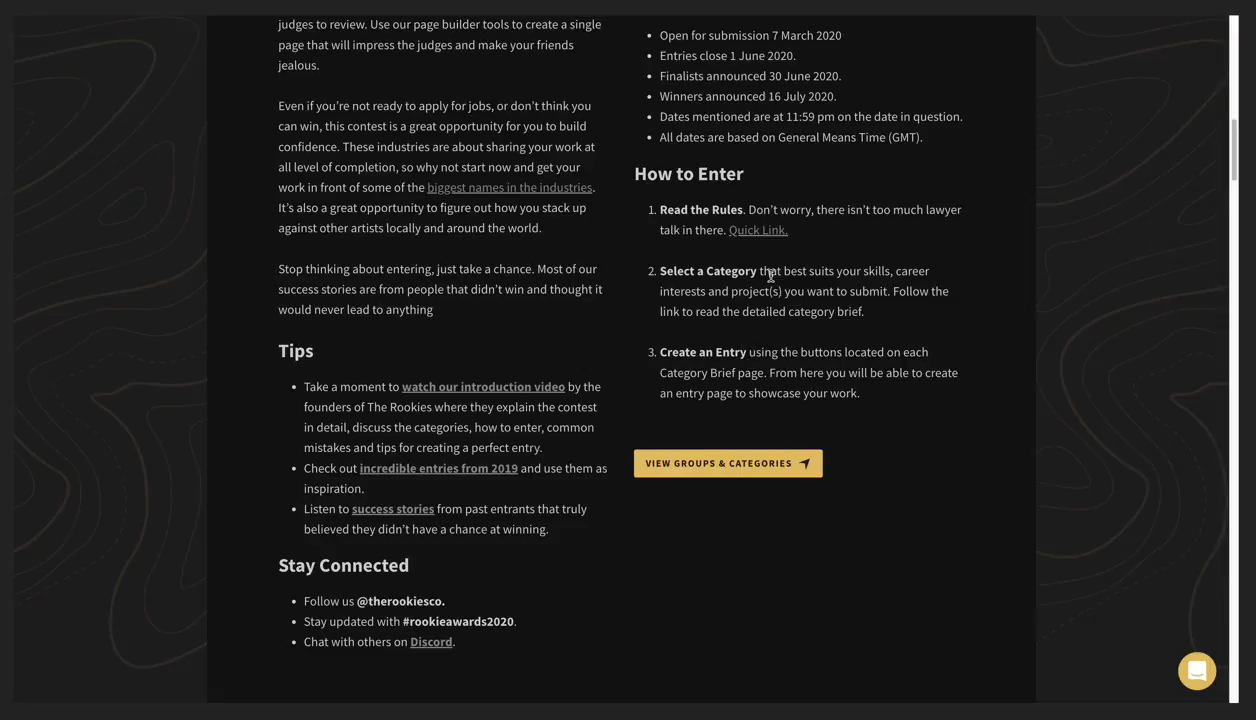 judges to review. Use our page builder tools to create a single
page that will impress the judges and make your friends
jealous.
Even if you’re not ready to apply for jobs, or don’t think you
can win, this contest is a great opportunity for you to build
confidence. These industries are about sharing your work at
all level of completion, so why not start now and get your
work in front of some of the biggest names in the industries.
It’s also a great opportunity to figure out how you stack up
against other artists locally and around the world.
Stop thinking about entering, just take a chance. Most of our
success stories are from people that didn’t win and thought it
would never lead to anything
Tips
• Take a moment to watch our introduction video by the
founders of The Rookies where they explain the contest
in detail, discuss the categories, how to enter, common
mistakes and tips for creating a perfect entry.
• Check out incredible entries from 2019 and use them as
inspiration.
• Listen to success stories from past entrants that truly
believed they didn’t have a chance at winning.
Stay Connected
• Follow us @therookiesco.
• Stay updated with #rookieawards2020.
• Chat with others on Discord.
• Open for submission 7 March 2020
• Entries close 1 June 2020.
• Finalists announced 30 June 2020.
• Winners announced 16 July 2020.
• Dates mentioned are at 11:59 pm on the date in question.
• All dates are based on General Means Time (GMT).
How to Enter
1. Read the Rules. Don’t worry, there isn’t too much lawyer
talk in there. Quick Link.
2. Select a Category that best suits your skills, career
interests and project(s) you want to submit. Follow the
link to read the detailed category brief.
3. Create an Entry using the buttons located on each
Category Brief page. From here you will be able to create
an entry page to showcase your work.
VIEW GROUPS & CATEGORIES